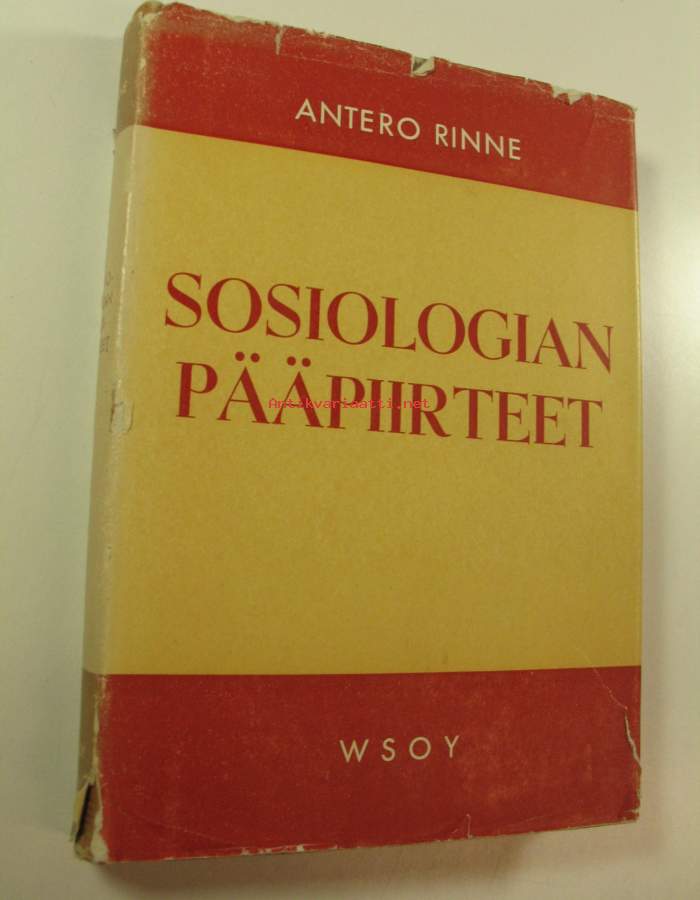 ANTERO RINNE
SOSIOLOGIAN
PÄÄPIIRTEET
Antikvariaatti.net
WSOY